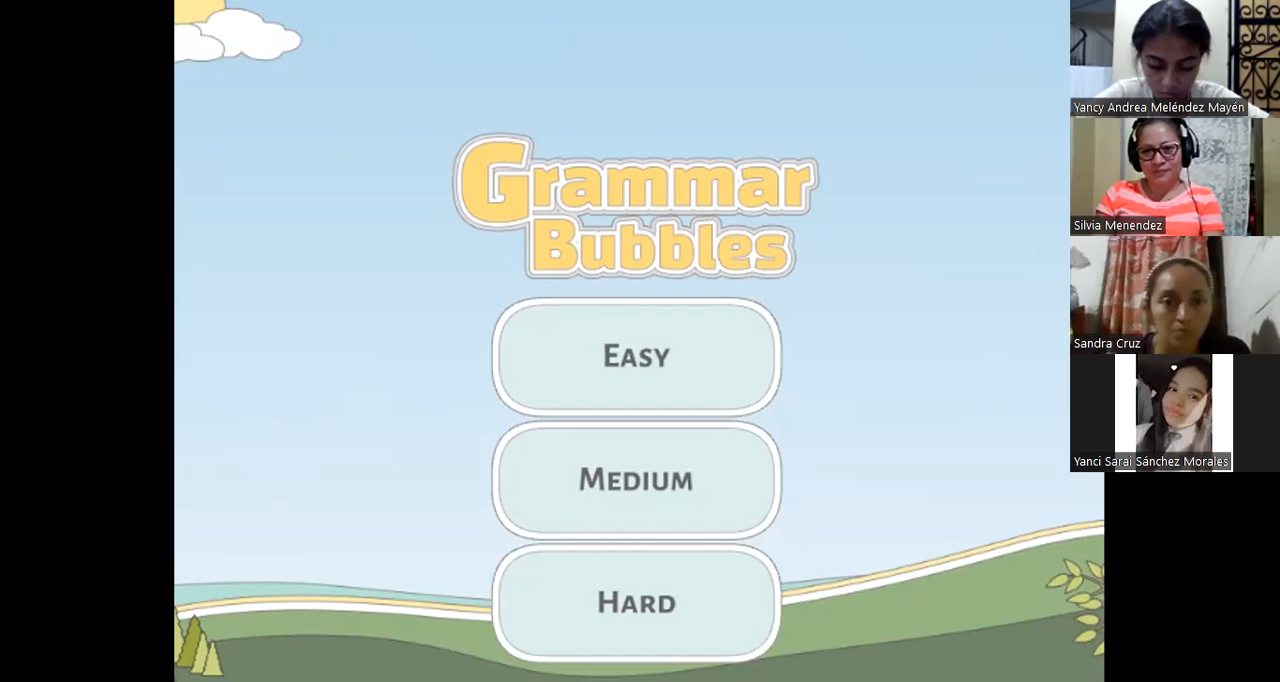 Grammar
Bubbles
Easy
Medium
Hard
Yancy Andrea Meléndez Mayén
Silvia Menendez
Sandra Cruz
Yanci Sarai Sánchez Morales